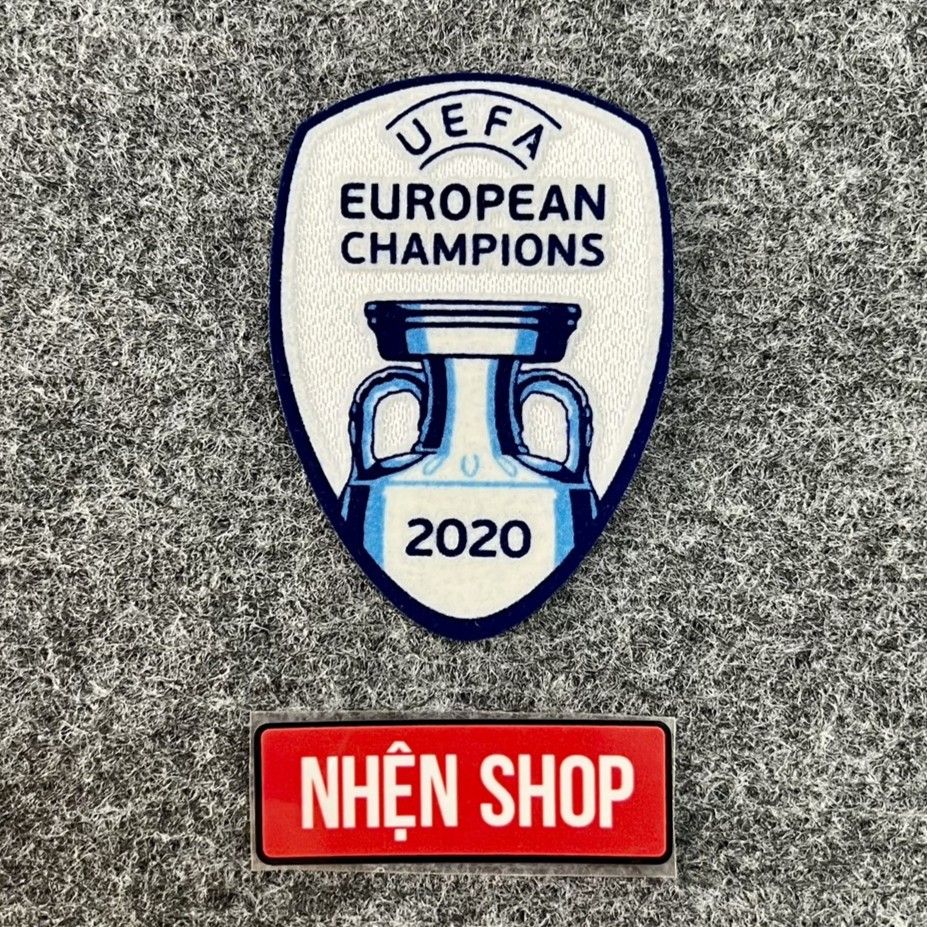 UEFA
EUROPEAN
CHAMPIONS
2020
NHỆN SHOP